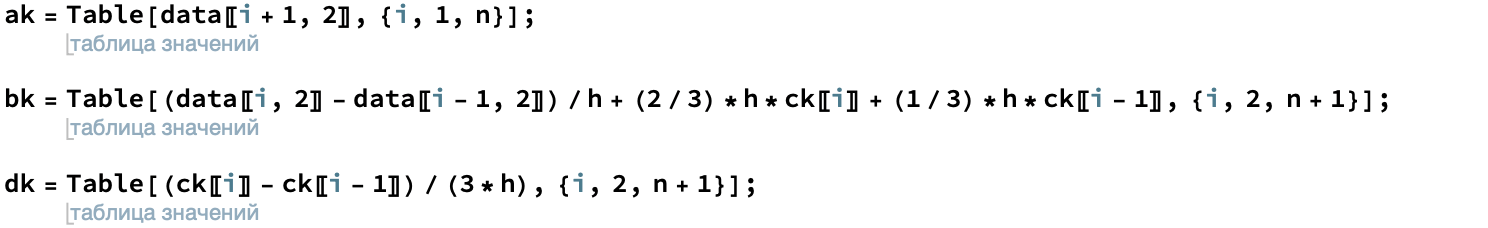 ak = Table[data〚i + 1, 2〛, {i, 1, n}];
таблица значений
bk = Table[(data〚i, 2〛 - data〚i - 1, 2〛) / h + (2 / 3) * h * ck〚i〛 + (1 / 3) * h * ck〚i - 1〛, {i, 2, n + 1}];
таблица значений
dk = Table[(ck〚i〛 - ck〚i - 1〛) / (3 * h), {i, 2, n + 1}];
таблица значений